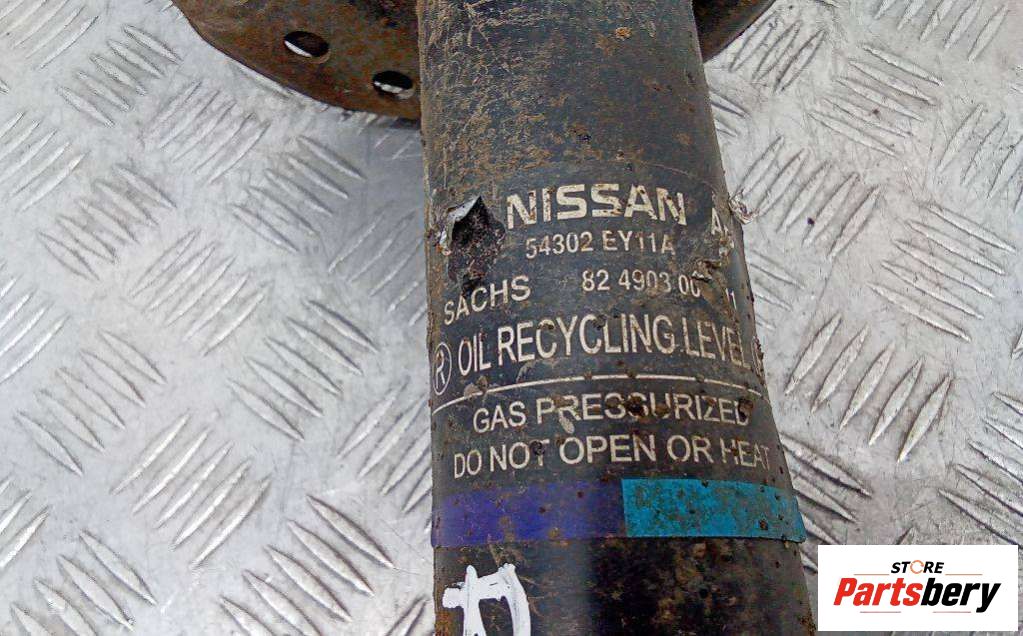 NISSAN
54302 EY11A
SACHS 82 4903 00
® OIL RECYCLING LEVEL
GAS PRESSURIZED
DO NOT OPEN OR HEAT
STORE
Partsbery